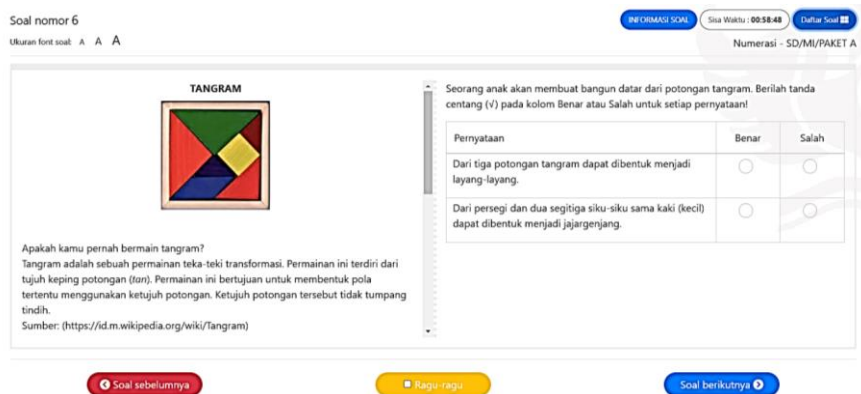 Soal nomor 6
INFORMASI SOAL
Sisa Waktu : 00:58:48
Daftar Soal
Ukuran font soal: A A A
Numerasi - SD/MI/PAKET A
TANGRAM
Apakah kamu pernah bermain tangram?
Tangram adalah sebuah permainan teka-teki transformasi. Permainan ini terdiri dari
tujuh keping potongan (tan). Permainan ini bertujuan untuk membentuk pola
tertentu menggunakan ketujuh potongan. Ketujuh potongan tersebut tidak tumpang
tindih.
Sumber: (https://id.m.wikipedia.org/wiki/Tangram)
Seorang anak akan membuat bangun datar dari potongan tangram. Berilah tanda
centang (√) pada kolom Benar atau Salah untuk setiap pernyataan!
Pernyataan Benar Salah
Dari tiga potongan tangram dapat dibentuk menjadi
layang-layang.
Dari persegi dan dua segitiga siku-siku sama kaki (kecil)
dapat dibentuk menjadi jajargenjang.
Soal sebelumnya
Ragu-ragu
Soal berikutnya